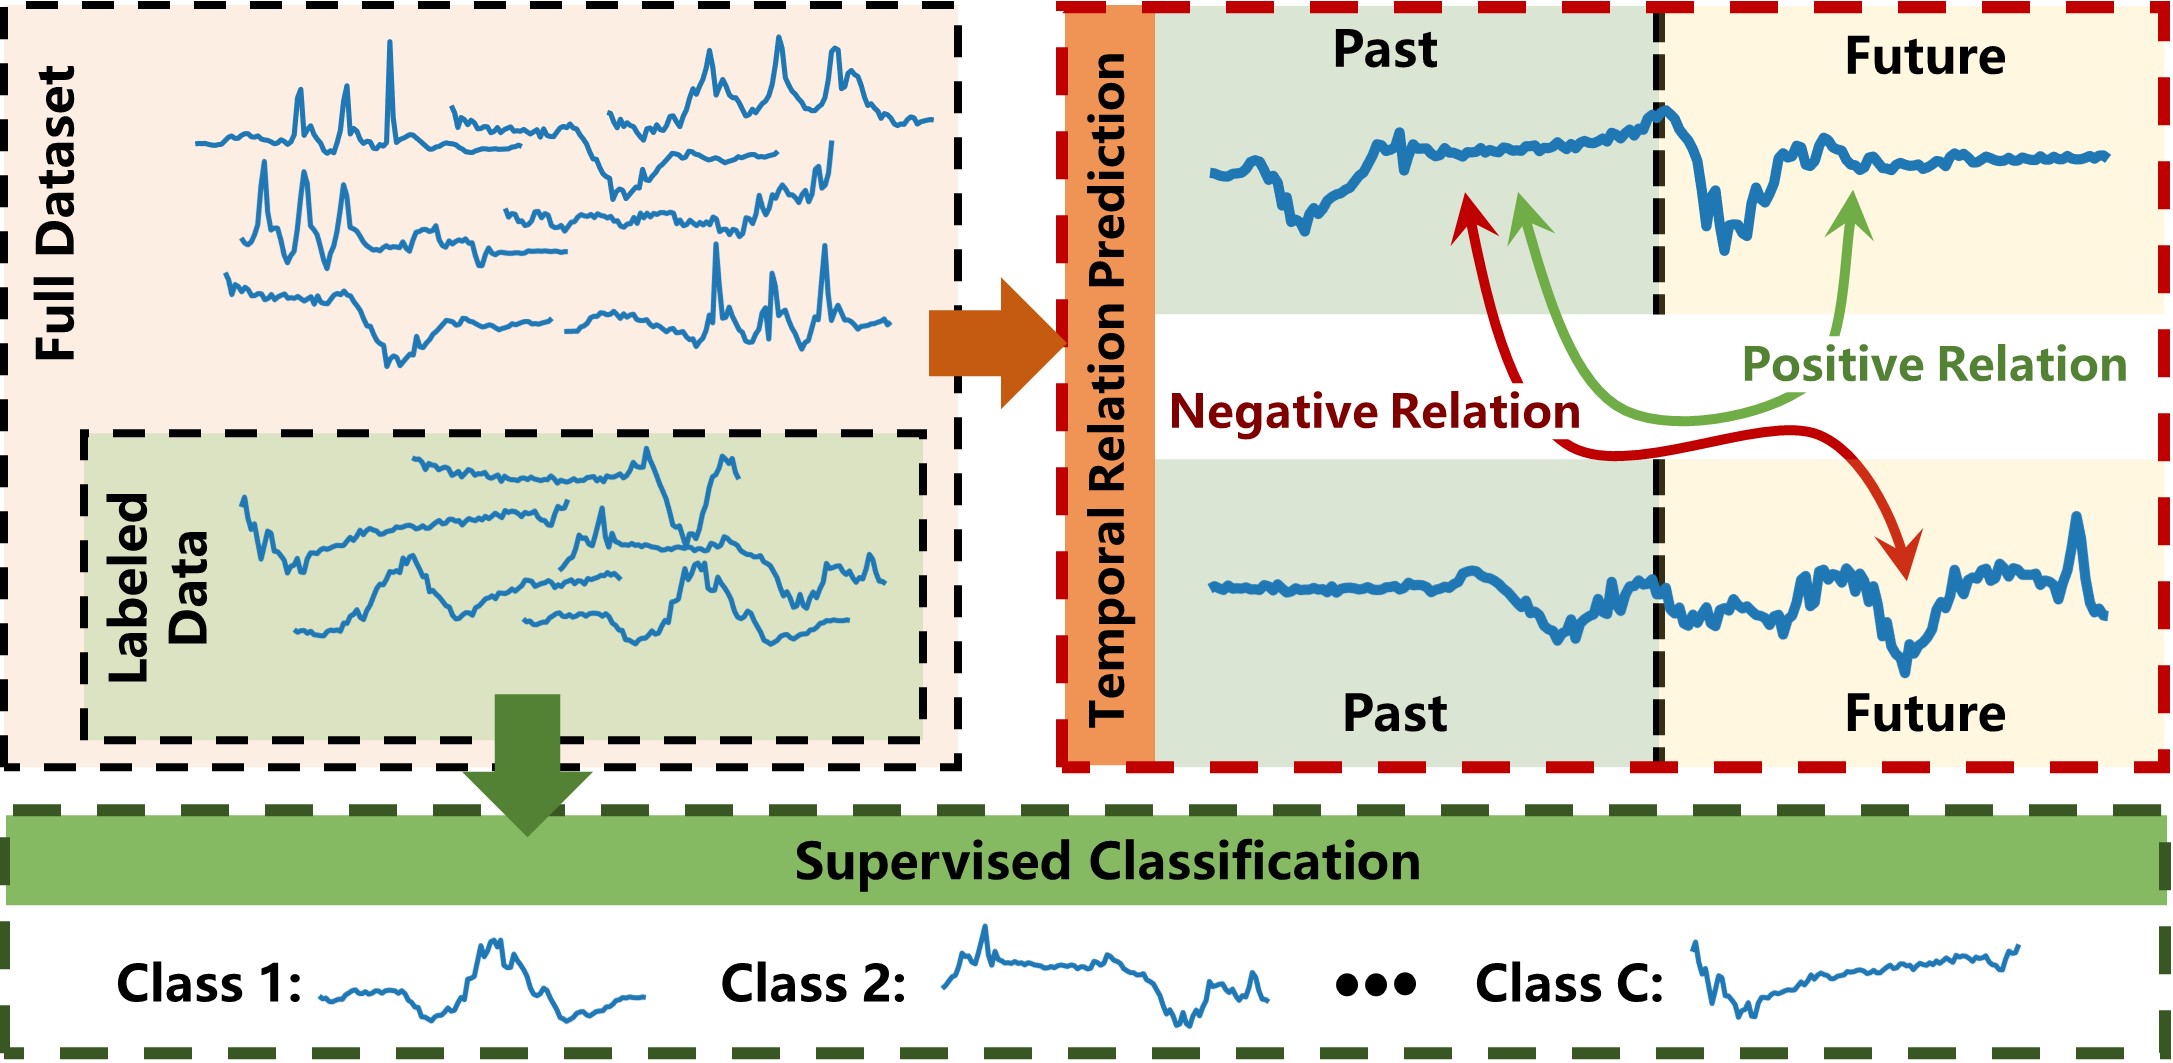 Full Dataset
Labeled
Data
Temporal Relation Prediction
Past
Future
Positive Relation
Negative Relation
Past
Future
Supervised Classification
Class 1:
Class 2:
●●●
Class C: